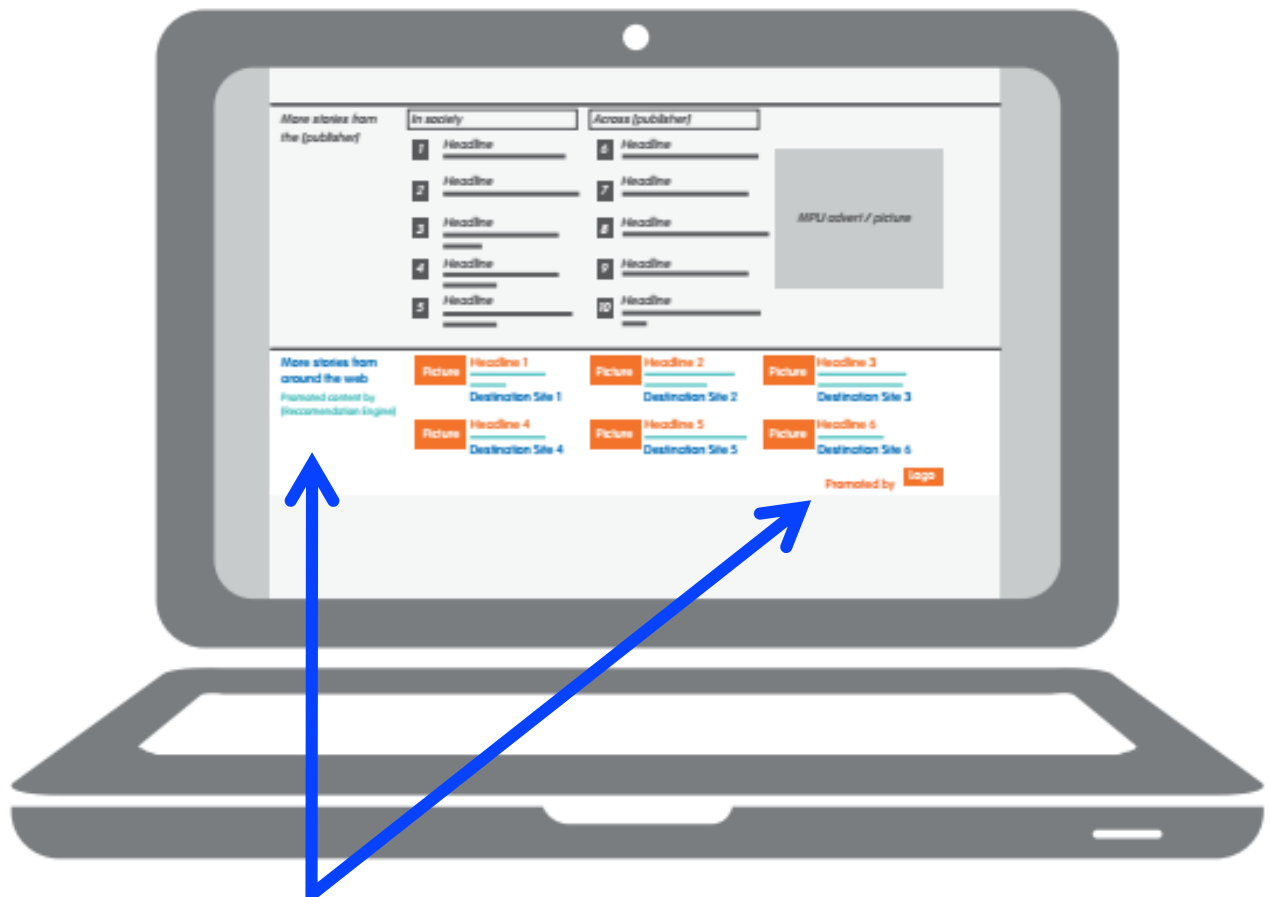 More stories from
the [publisher]
In society
1 Headline
2 Headline
3 Headline
4 Headline
5 Headline
Across [publisher]
6 Headline
7 Headline
8 Headline
9 Headline
10 Headline
MPU advert / picture
More stories from
around the web
Promoted content by
[Reccomendation Engine]
Picture
Headline 1
Destination Site 1
Picture
Headline 2
Destination Site 2
Picture
Headline 3
Destination Site 3
Picture
Headline 4
Destination Site 4
Picture
Headline 5
Destination Site 5
Picture
Headline 6
Destination Site 6
Promoted by Logo